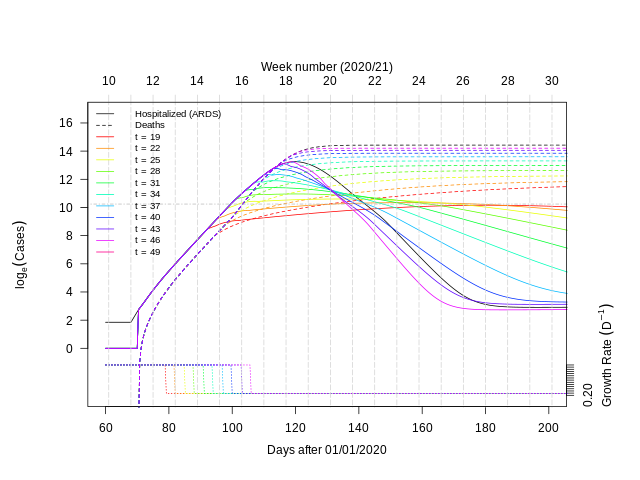 Week number (2020/21)
10 12 14 16 18 20 22 24 26 28 30
Hospitalized (ARDS)
Deaths
t = 19
t = 22
t = 25
t = 28
t = 31
t = 34
t = 37
t = 40
t = 43
t = 46
t = 49
16
14
12
10
8
6
4
2
0
logₑ(Cases)
0.20
Growth Rate (D⁻¹)
60 80 100 120 140 160 180 200
Days after 01/01/2020